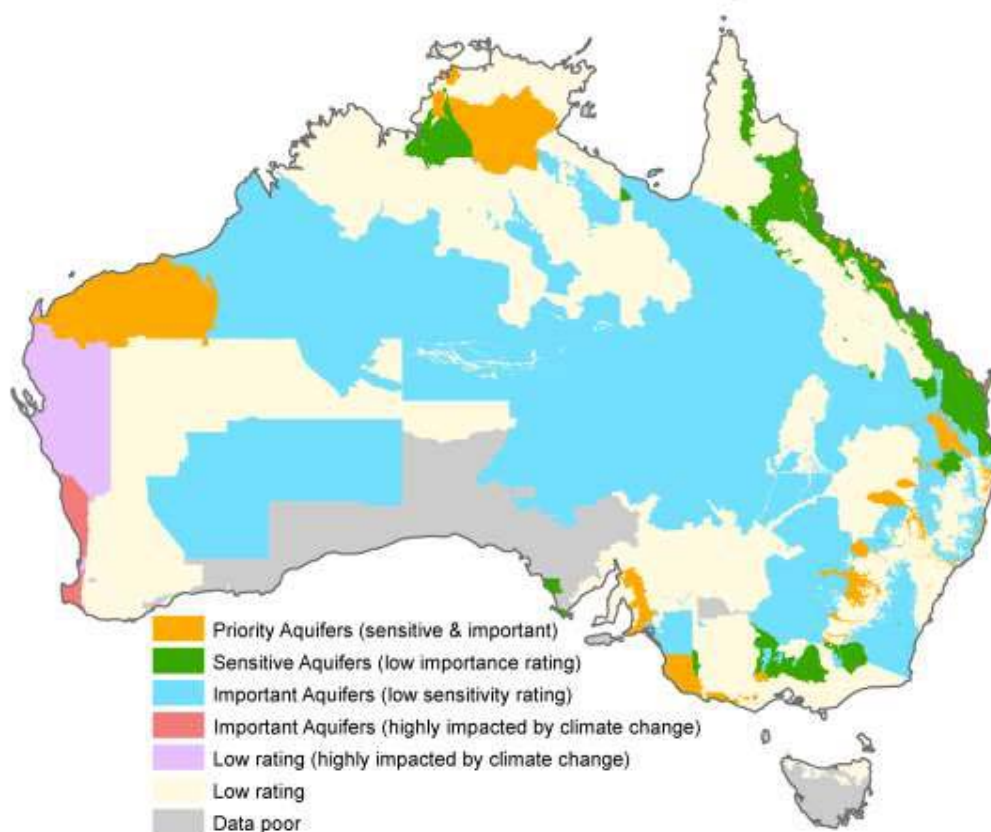 Priority Aquifers (sensitive & important)
Sensitive Aquifers (low importance rating)
Important Aquifers (low sensitivity rating)
Important Aquifers (highly impacted by climate change)
Low rating (highly impacted by climate change)
Low rating
Data poor